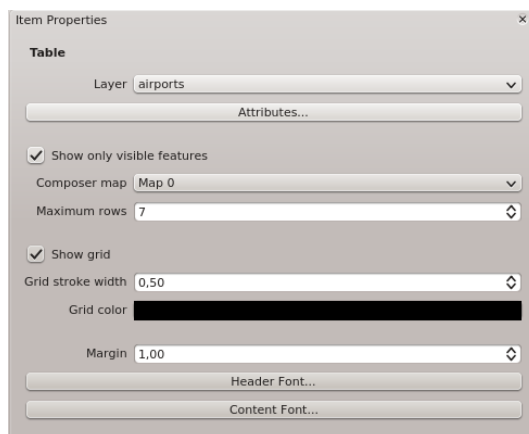 Item Properties
Table
Layer airports
Attributes...
Show only visible features
Composer map Map 0
Maximum rows 7
Show grid
Grid stroke width 0,50
Grid color
Margin 1,00
Header Font...
Content Font...